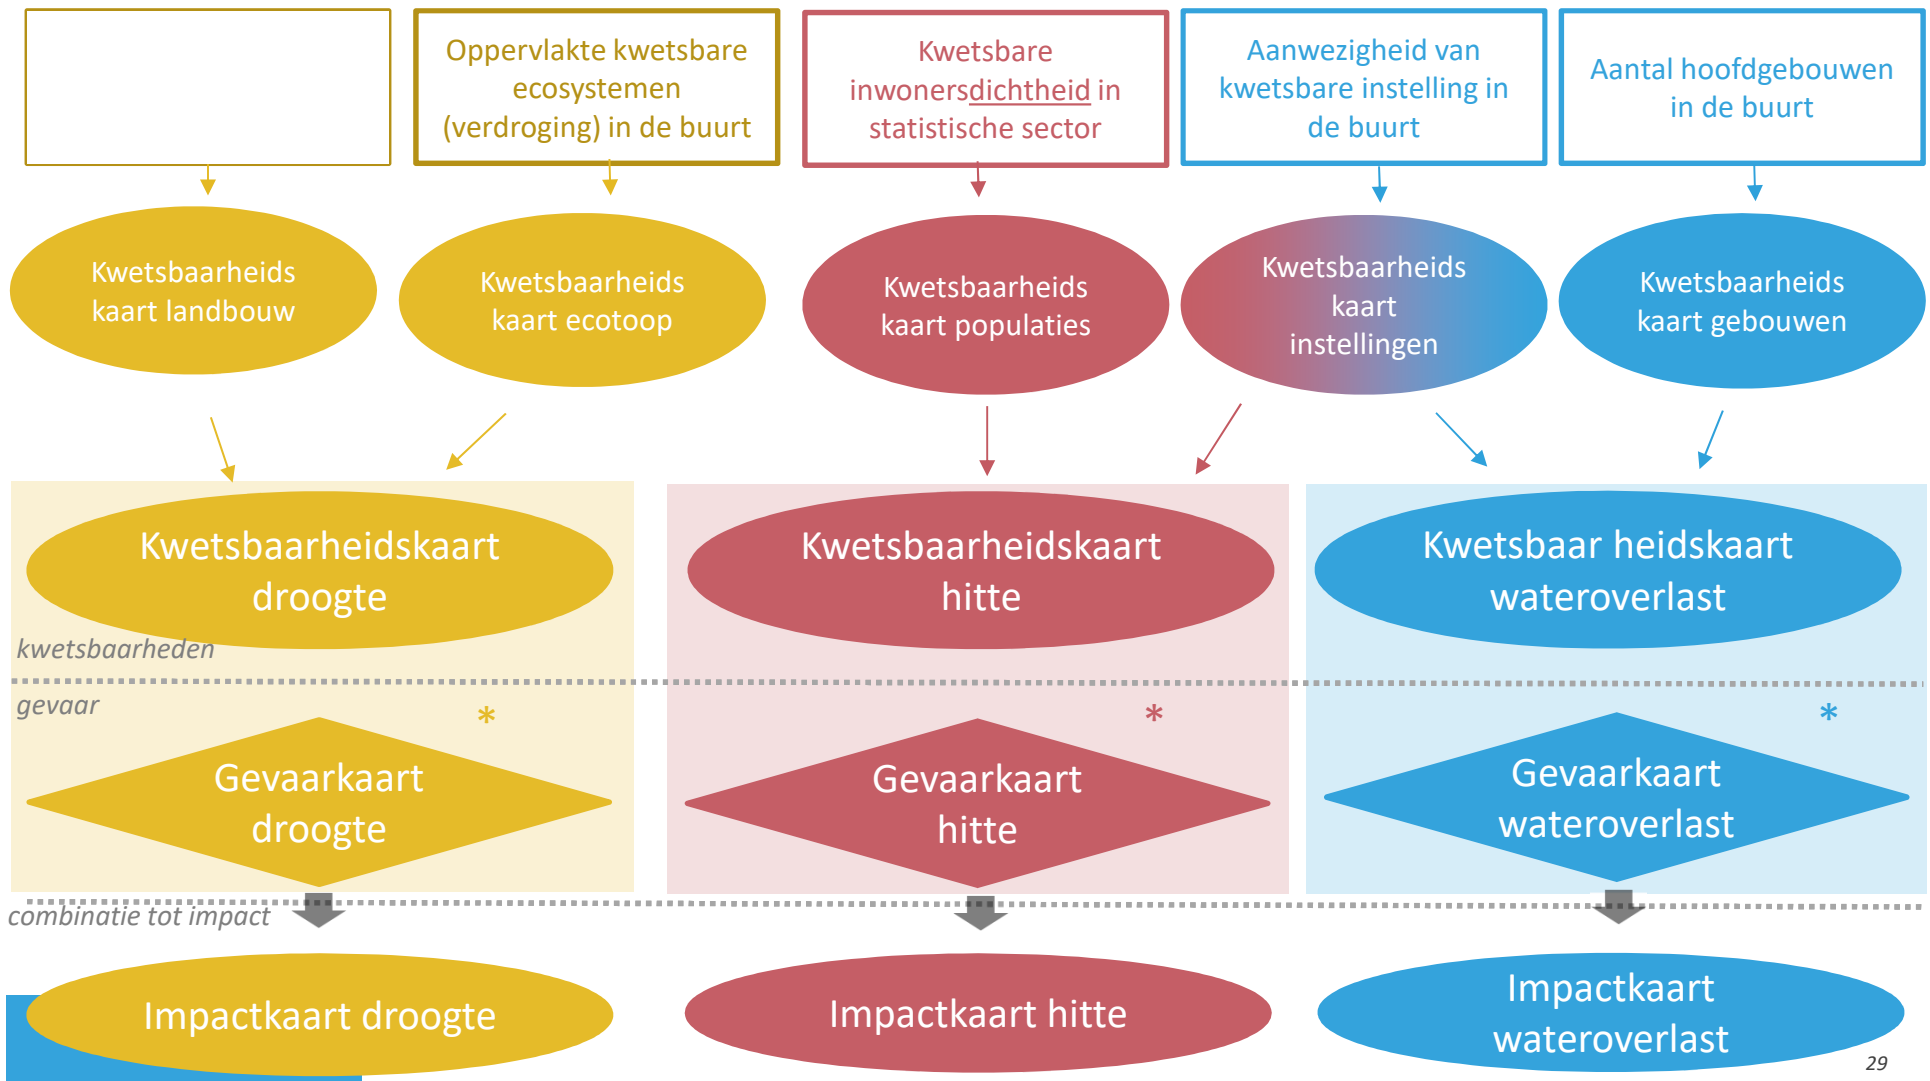 Oppervlakte kwetsbare
ecosystemen
(verdroging) in de buurt
Kwetsbare
inwonersdichtheid in
statistische sector
Aanwezigheid van
kwetsbare instelling in
de buurt
Aantal hoofdgebouwen
in de buurt
Kwetsbaarheids
kaart landbouw
Kwetsbaarheids
kaart ecotoop
Kwetsbaarheids
kaart populaties
Kwetsbaarheids
kaart
instellingen
Kwetsbaarheids
kaart gebouwen
Kwetsbaarheidskaart
droogte
Kwetsbaarheidskaart
hitte
Kwetsbaar heidskaart
wateroverlast
kwetsbaarheden
gevaar
*
*
*
Gevaarkaart
droogte
Gevaarkaart
hitte
Gevaarkaart
wateroverlast
combinatie tot impact
Impactkaart droogte
Impactkaart hitte
Impactkaart
wateroverlast
29